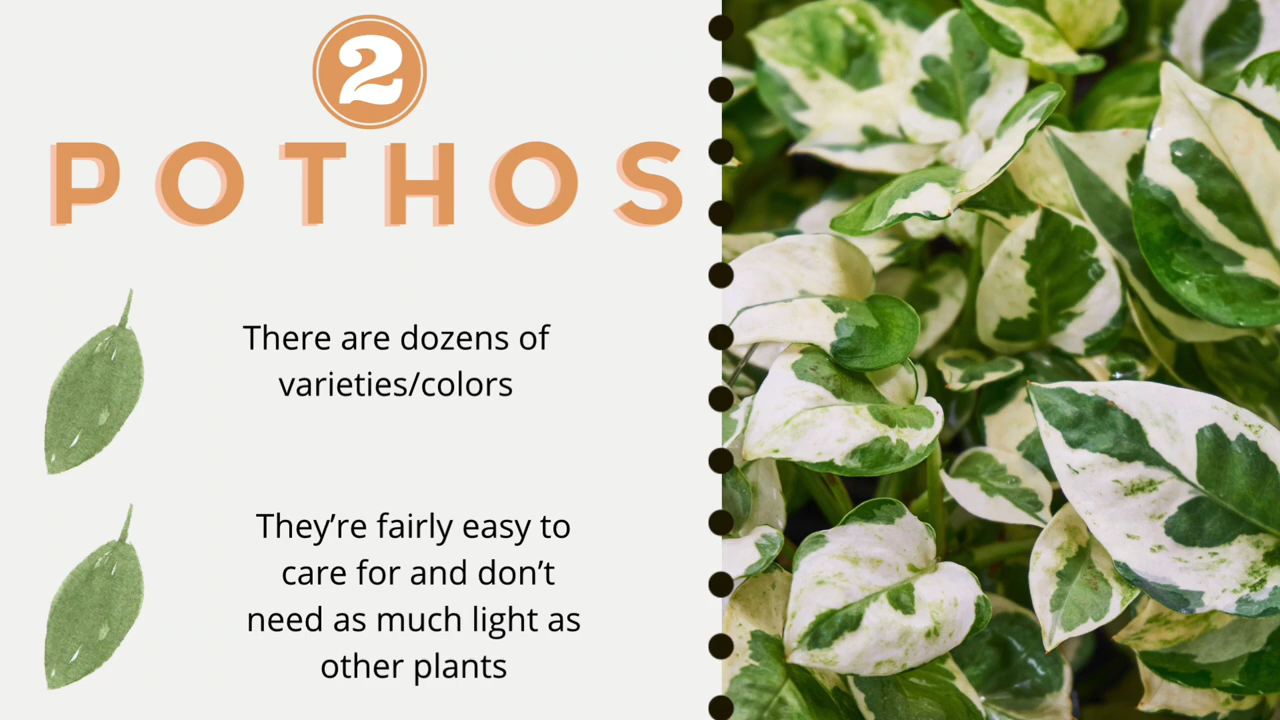 2
POTHOS
There are dozens of
varieties/colors
They’re fairly easy to
care for and don’t
need as much light as
other plants